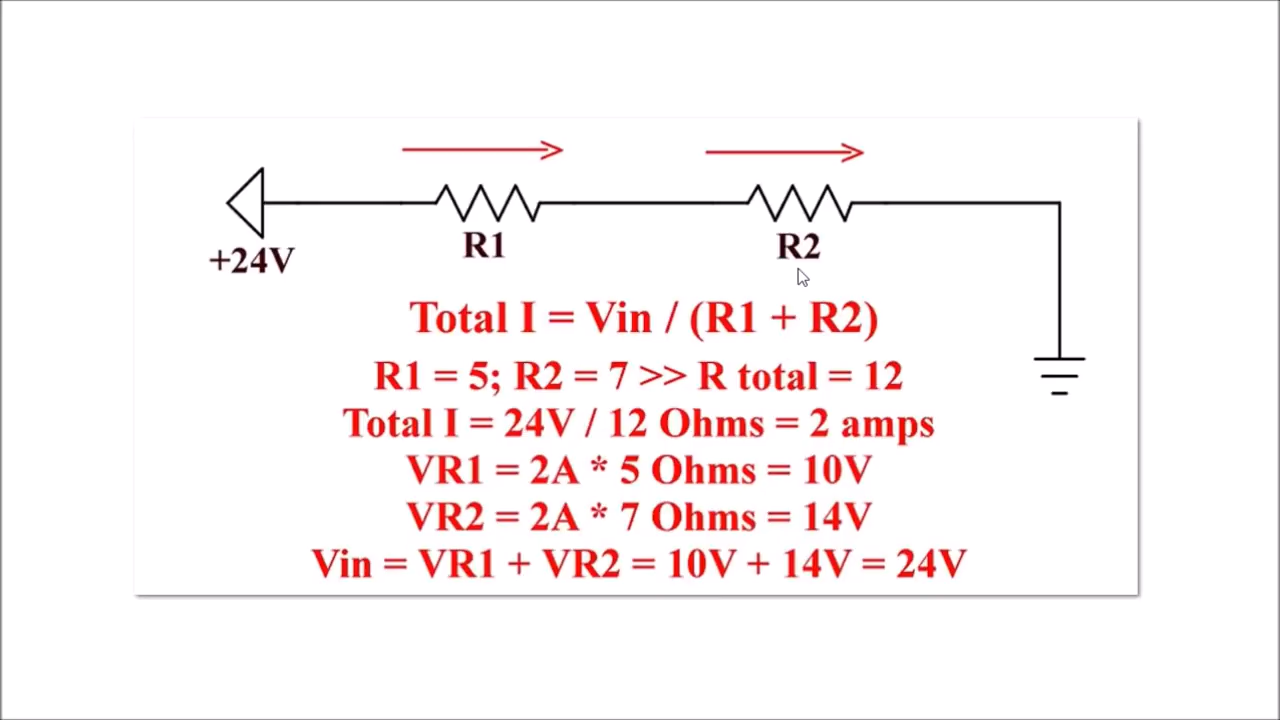 R1
R2
+24V
Total I = Vin / (R1 + R2)
R1 = 5; R2 = 7 >> R total = 12
Total I = 24V / 12 Ohms = 2 amps
VR1 = 2A * 5 Ohms = 10V
VR2 = 2A * 7 Ohms = 14V
Vin = VR1 + VR2 = 10V + 14V = 24V